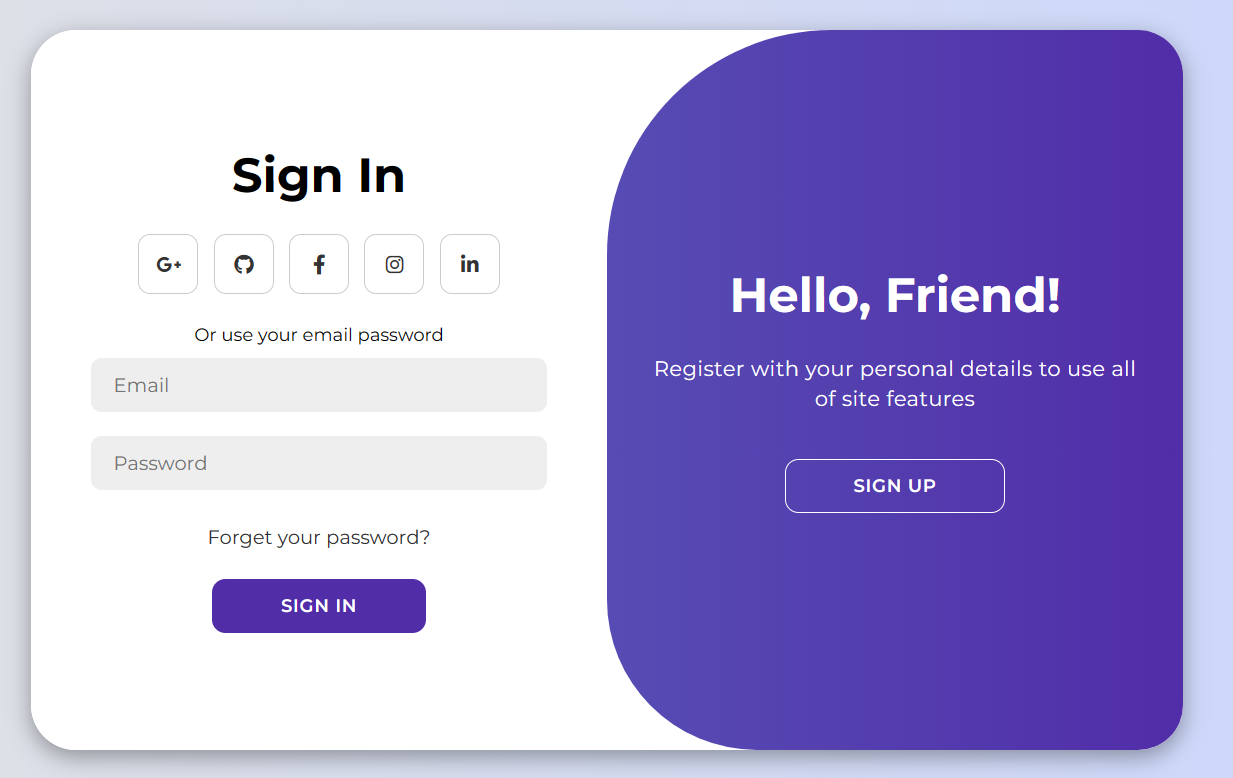 Sign In
G+
in
Or use your email password
Email
Password
Forget your password?
SIGN IN
Hello, Friend!
Register with your personal details to use all
of site features
SIGN UP